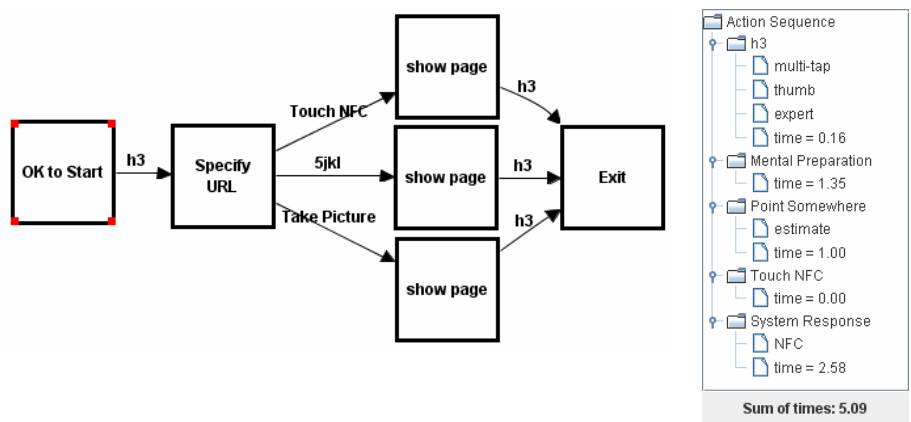 OK to Start
h3
Specify
URL
Touch NFC
5jkl
Take Picture
show page
show page
show page
h3
h3
h3
Exit
Action Sequence
h3
multi-tap
thumb
expert
time = 0.16
Mental Preparation
time = 1.35
Point Somewhere
estimate
time = 1.00
Touch NFC
time = 0.00
System Response
NFC
time = 2.58
Sum of times: 5.09